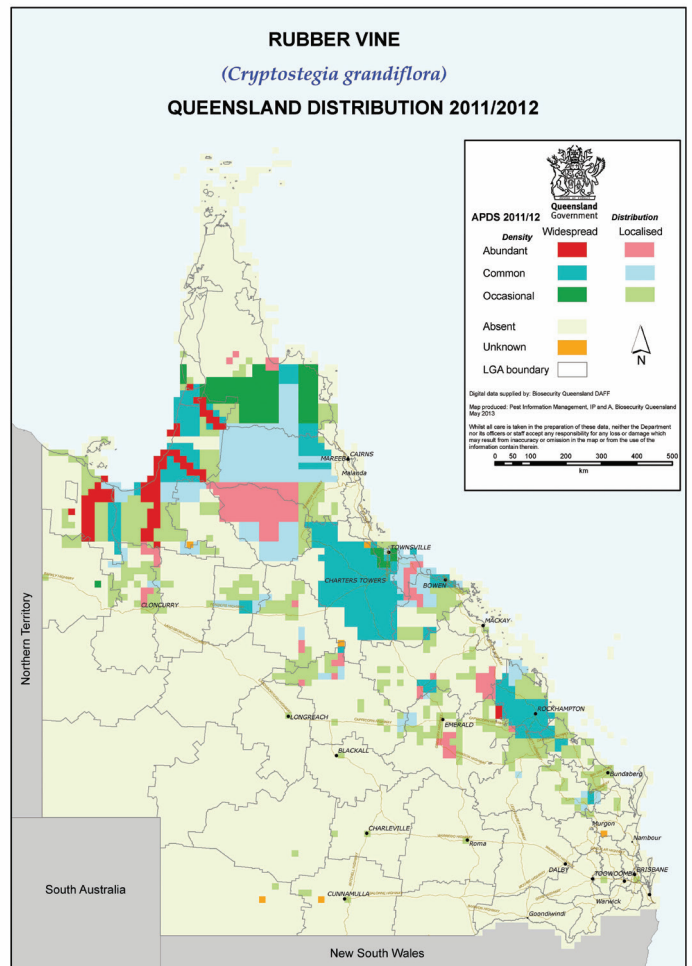 RUBBER VINE
(Cryptostegia grandiflora)
QUEENSLAND DISTRIBUTION 2011/2012
Queensland
Government
APDS 2011/12 Distribution
Density Widespread Localised
Abundant
Common
Occasional
Absent
Unknown
LGA boundary
N
Digital data supplied by: Biosecurity Queensland DAFF
Map produced: Pest Information Management, IP and A, Biosecurity Queensland
May 2013
Whilst all care is taken in the preparation of these data, neither the Department
nor its officers or staff accept any responsibility for any loss or damage which
may result from inaccuracy or omission in the map or from the use of the
information contain therein.
0 50 100 200 300 400 500
km
CAIRNS
MAREEBA
Malanda
TOWNSVILLE
CHARTERS TOWERS
BOWEN
CLONCURRY
MACKAY
ROCKHAMPTON
LONGREACH
EMERALD
BLACKALL
Bundaberg
Murgon
CHARLEVILLE
Roma
Nambour
DALBY
TOOWOOMBA
BRISBANE
CUNNAMULLA
Warwick
Goondiwindi
Northern Territory
South Australia
New South Wales